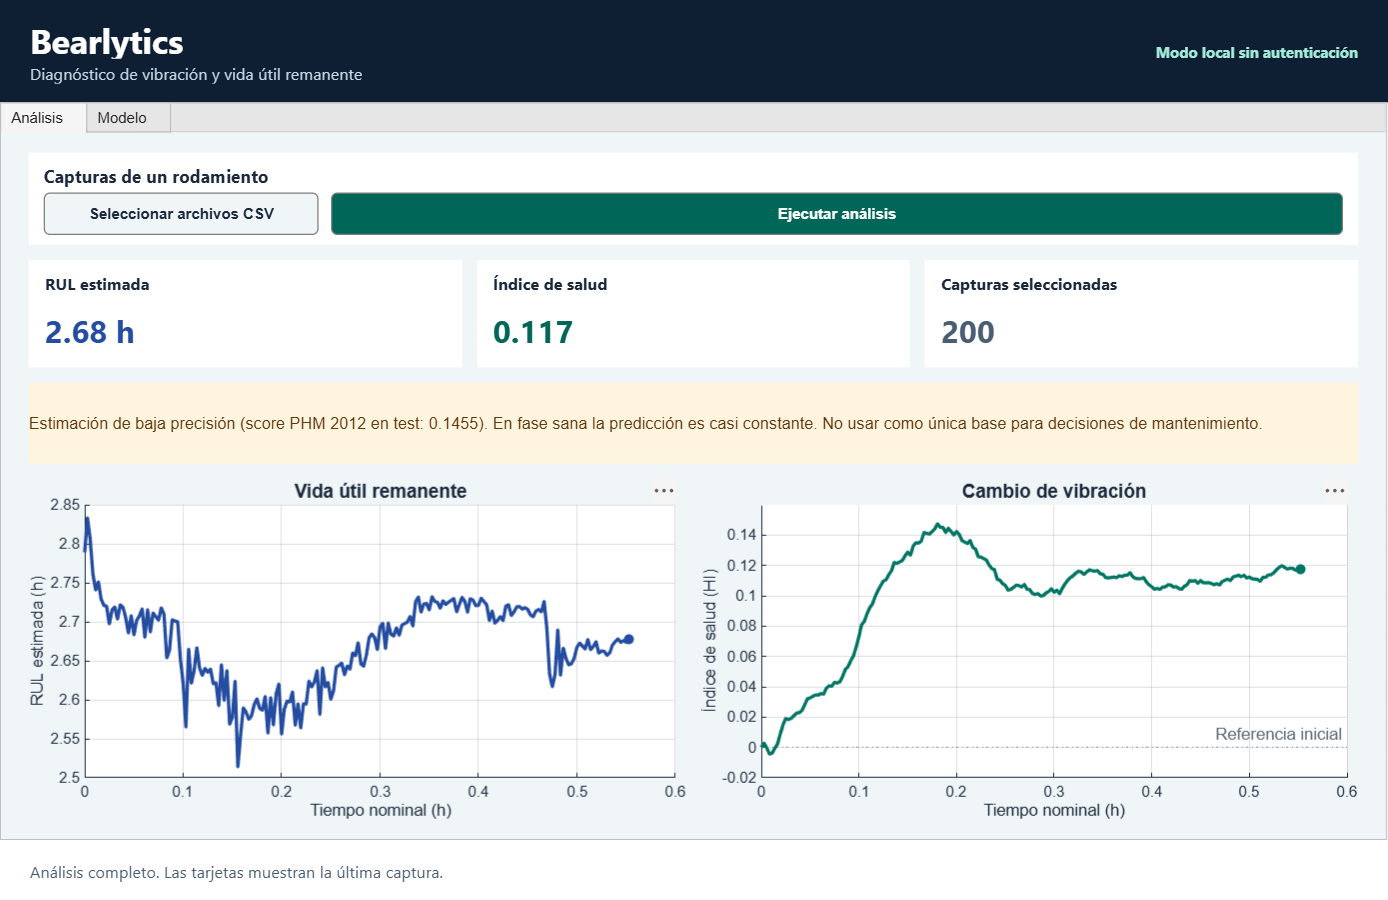 Bearlytics
Diagnóstico de vibración y vida útil remanente
Modo local sin autenticación
Análisis
Modelo
Capturas de un rodamiento
Seleccionar archivos CSV
Ejecutar análisis
RUL estimada
2.68 h
Índice de salud
0.117
Capturas seleccionadas
200
Estimación de baja precisión (score PHM 2012 en test: 0.1455). En fase sana la predicción es casi constante. No usar como única base para decisiones de mantenimiento.
Vida útil remanente
RUL estimada (h)
2.85
2.8
2.75
2.7
2.65
2.6
2.55
2.5
0 0.1 0.2 0.3 0.4 0.5 0.6
Tiempo nominal (h)
Cambio de vibración
Índice de salud (HI)
0.14
0.12
0.1
0.08
0.06
0.04
0.02
0
-0.02
Referencia inicial
0 0.1 0.2 0.3 0.4 0.5 0.6
Tiempo nominal (h)
Análisis completo. Las tarjetas muestran la última captura.